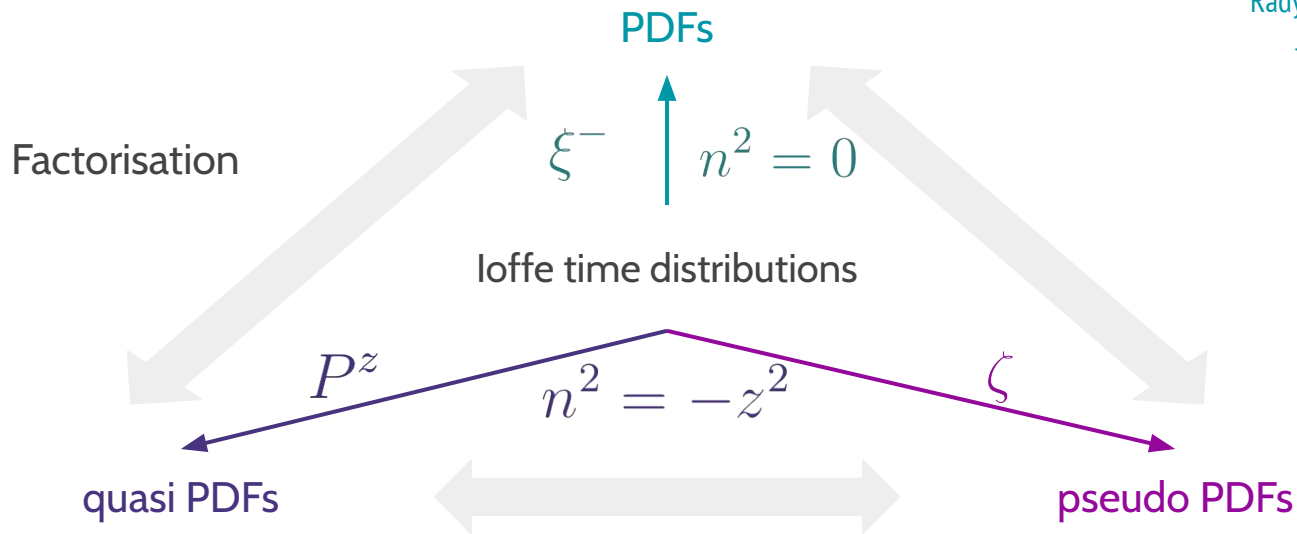 PDFs
Factorisation
ξ⁻
n² = 0
Ioffe time distributions
Pᶻ
n² = −z²
ζ
quasi PDFs
pseudo PDFs